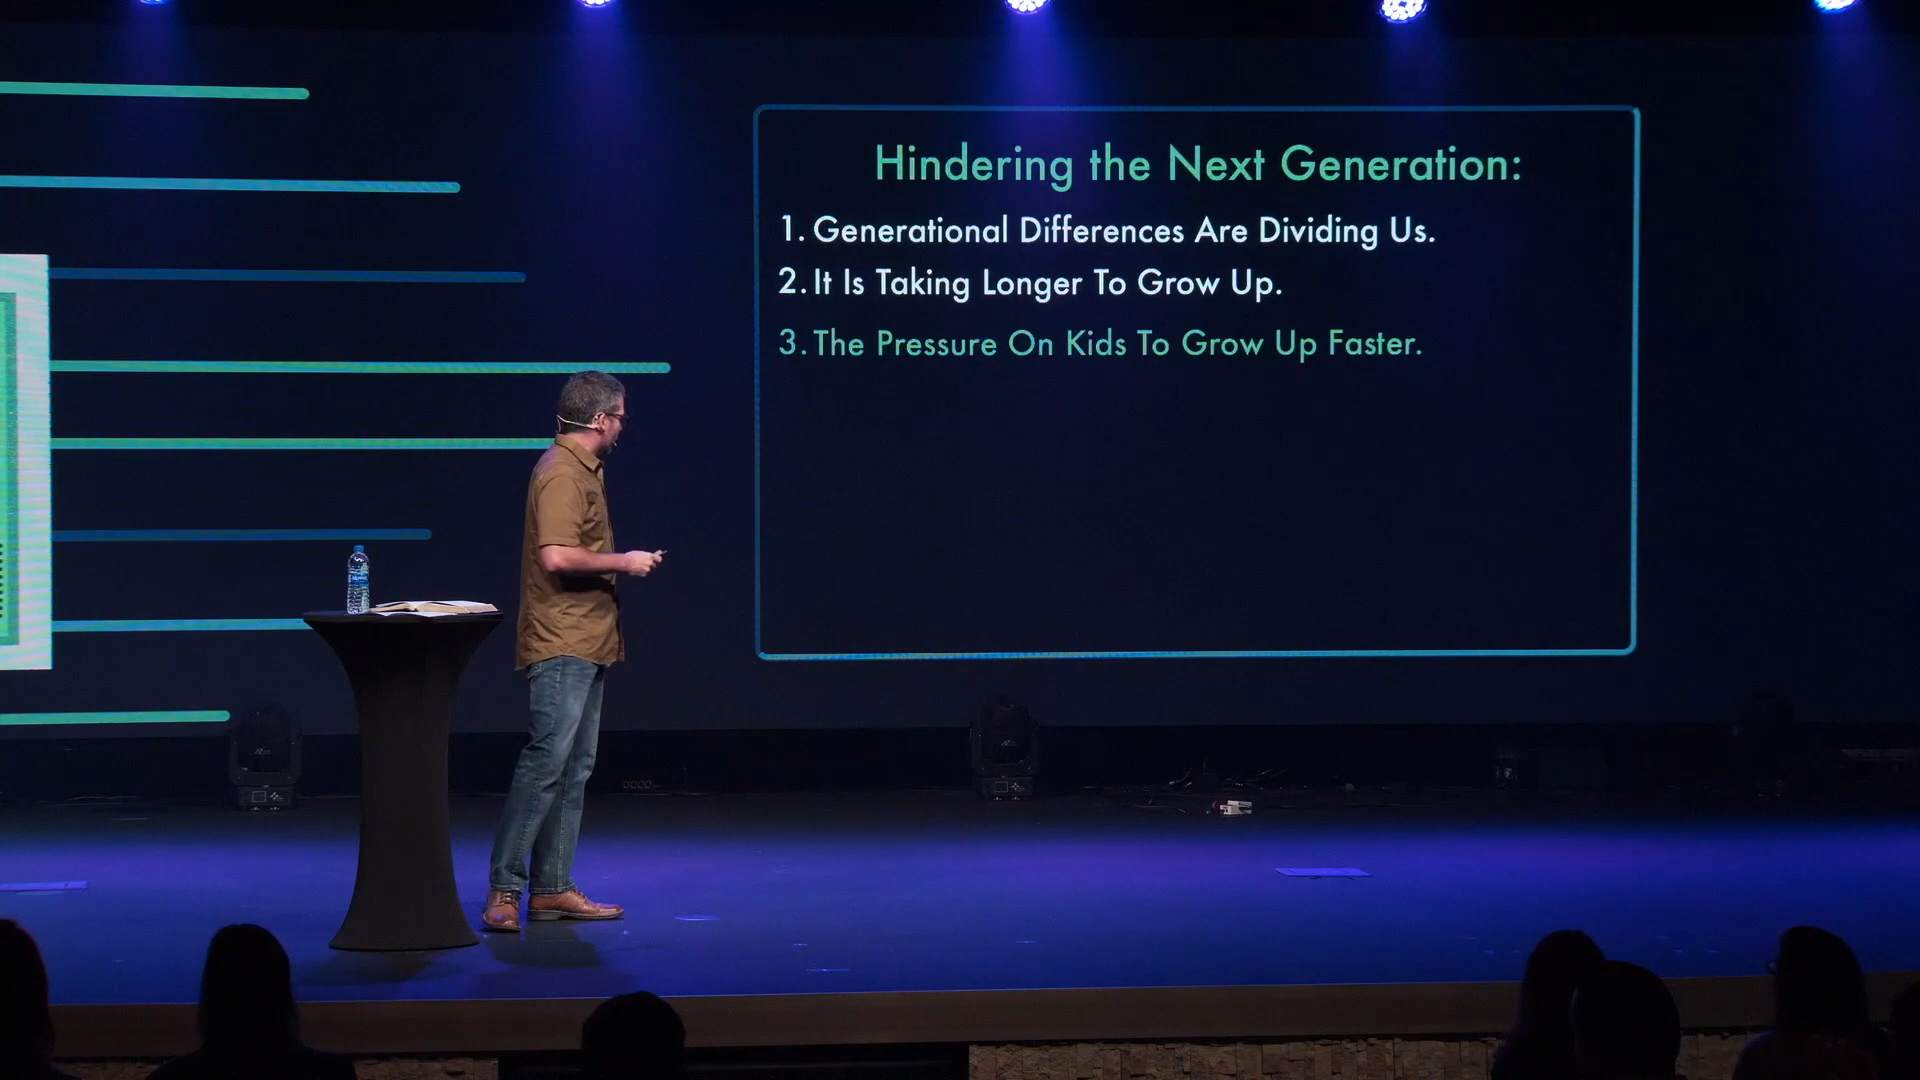 Hindering the Next Generation:
1. Generational Differences Are Dividing Us.
2. It Is Taking Longer To Grow Up.
3. The Pressure On Kids To Grow Up Faster.